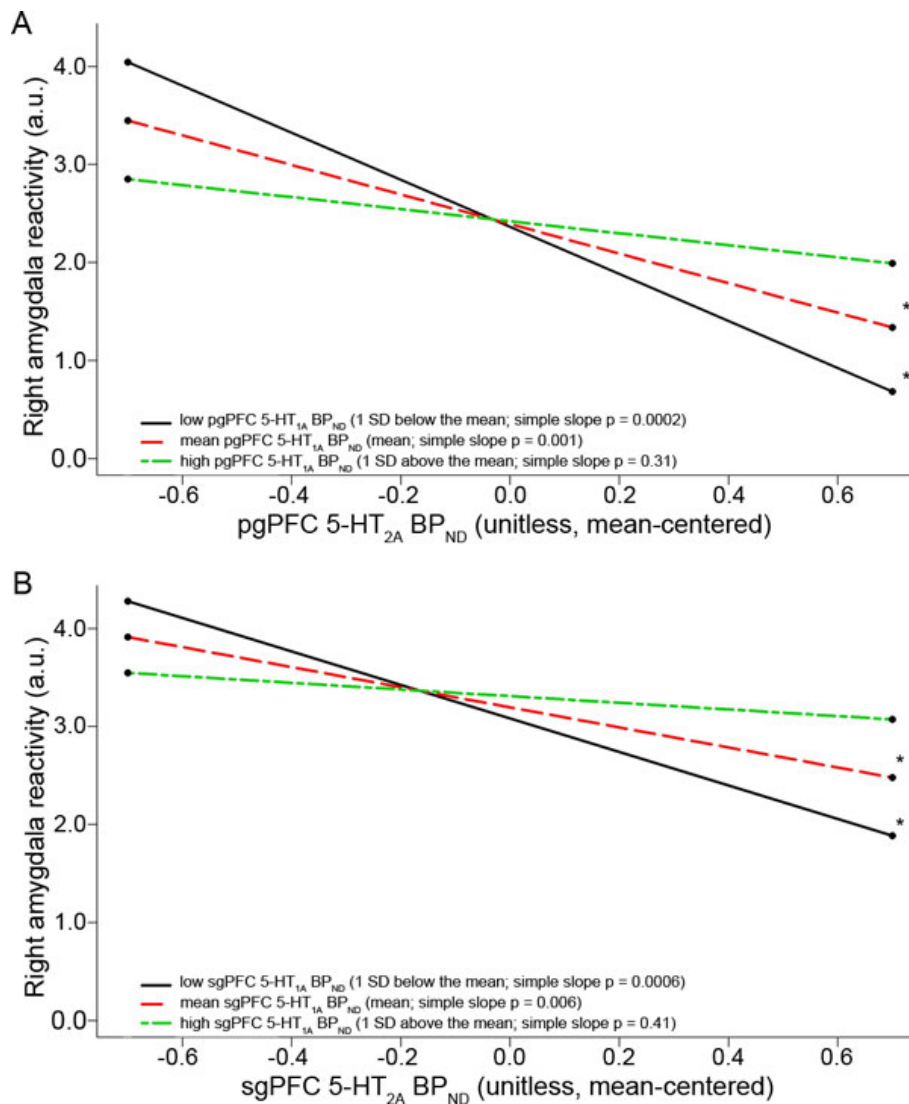 A
Right amygdala reactivity (a.u.)
4.0
3.0
2.0
1.0
0.0
*
*
low pgPFC 5-HT1A BPND (1 SD below the mean; simple slope p = 0.0002)
mean pgPFC 5-HT1A BPND (mean; simple slope p = 0.001)
high pgPFC 5-HT1A BPND (1 SD above the mean; simple slope p = 0.31)
-0.6 -0.4 -0.2 0.0 0.2 0.4 0.6
pgPFC 5-HT2A BPND (unitless, mean-centered)
B
Right amygdala reactivity (a.u.)
4.0
3.0
2.0
1.0
0.0
*
*
low sgPFC 5-HT1A BPND (1 SD below the mean; simple slope p = 0.0006)
mean sgPFC 5-HT1A BPND (mean; simple slope p = 0.006)
high sgPFC 5-HT1A BPND (1 SD above the mean; simple slope p = 0.41)
-0.6 -0.4 -0.2 0.0 0.2 0.4 0.6
sgPFC 5-HT2A BPND (unitless, mean-centered)